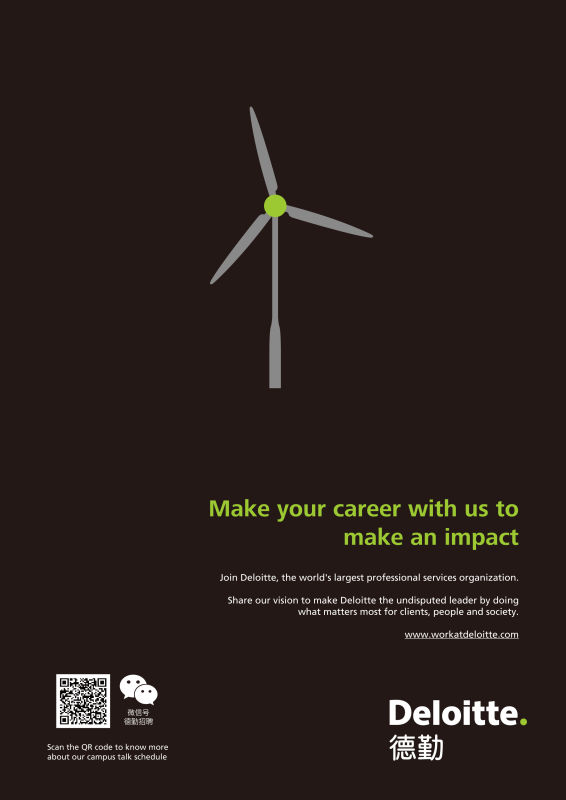 Make your career with us to
make an impact
Join Deloitte, the world's largest professional services organization.
Share our vision to make Deloitte the undisputed leader by doing
what matters most for clients, people and society.
www.workatdeloitte.com
微信号
德勤招聘
Scan the QR code to know more
about our campus talk schedule
Deloitte.
德勤